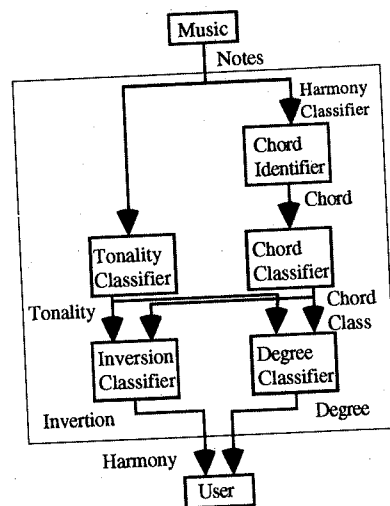 Music
Notes
Harmony
Classifier
Chord
Identifier
Chord
Tonality
Classifier
Chord
Classifier
Tonality
Chord
Class
Inversion
Classifier
Degree
Classifier
Invertion
Degree
Harmony
User